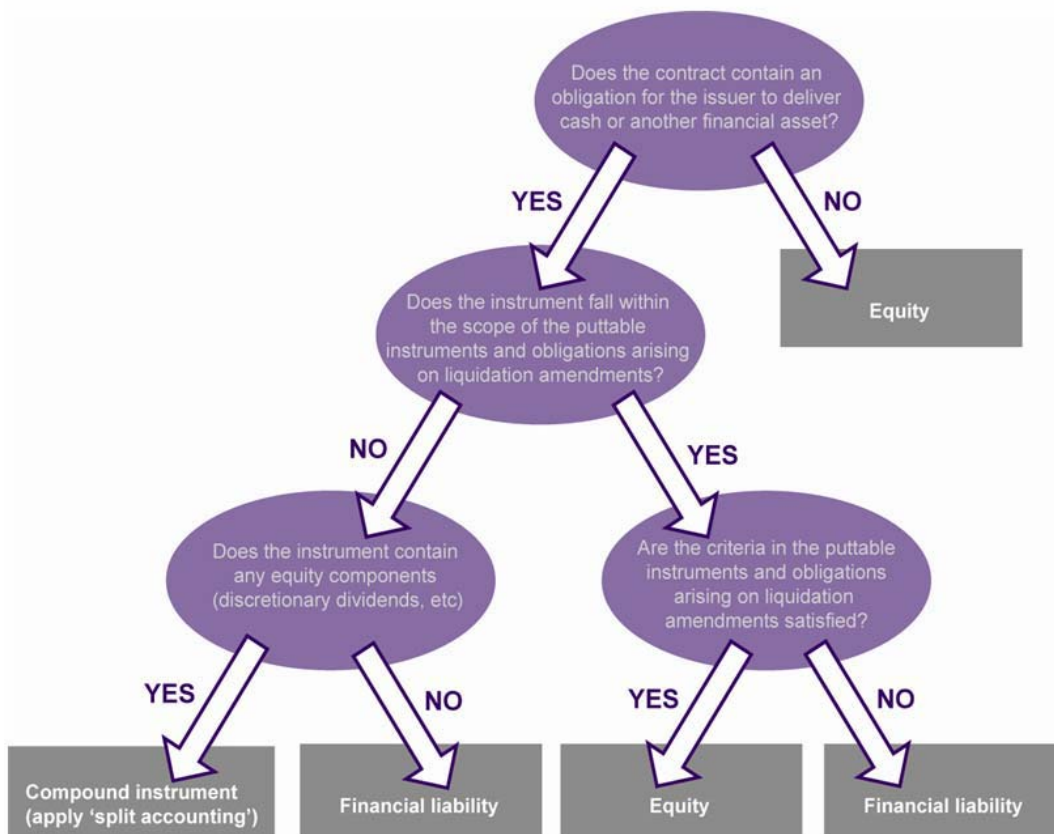 Does the contract contain an
obligation for the issuer to deliver
cash or another financial asset?
YES
NO
Equity
Does the instrument fall within
the scope of the puttable
instruments and obligations arising
on liquidation amendments?
NO
YES
Does the instrument contain
any equity components
(discretionary dividends, etc)
Are the criteria in the puttable
instruments and obligations
arising on liquidation
amendments satisfied?
YES
NO
YES
NO
Compound instrument
(apply ‘split accounting’)
Financial liability
Equity
Financial liability